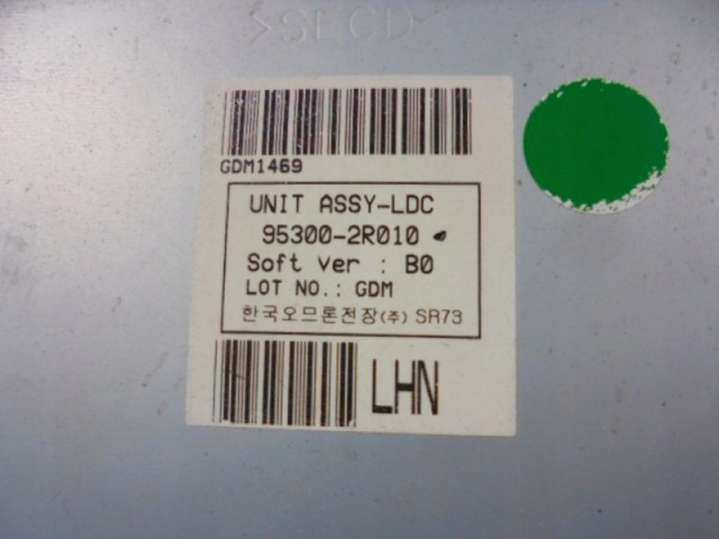 >SECD<
GDM1469
UNIT ASSY-LDC
95300-2R010
Soft Ver : B0
LOT NO.: GDM
한국오므론전장(주) SR73
LHN